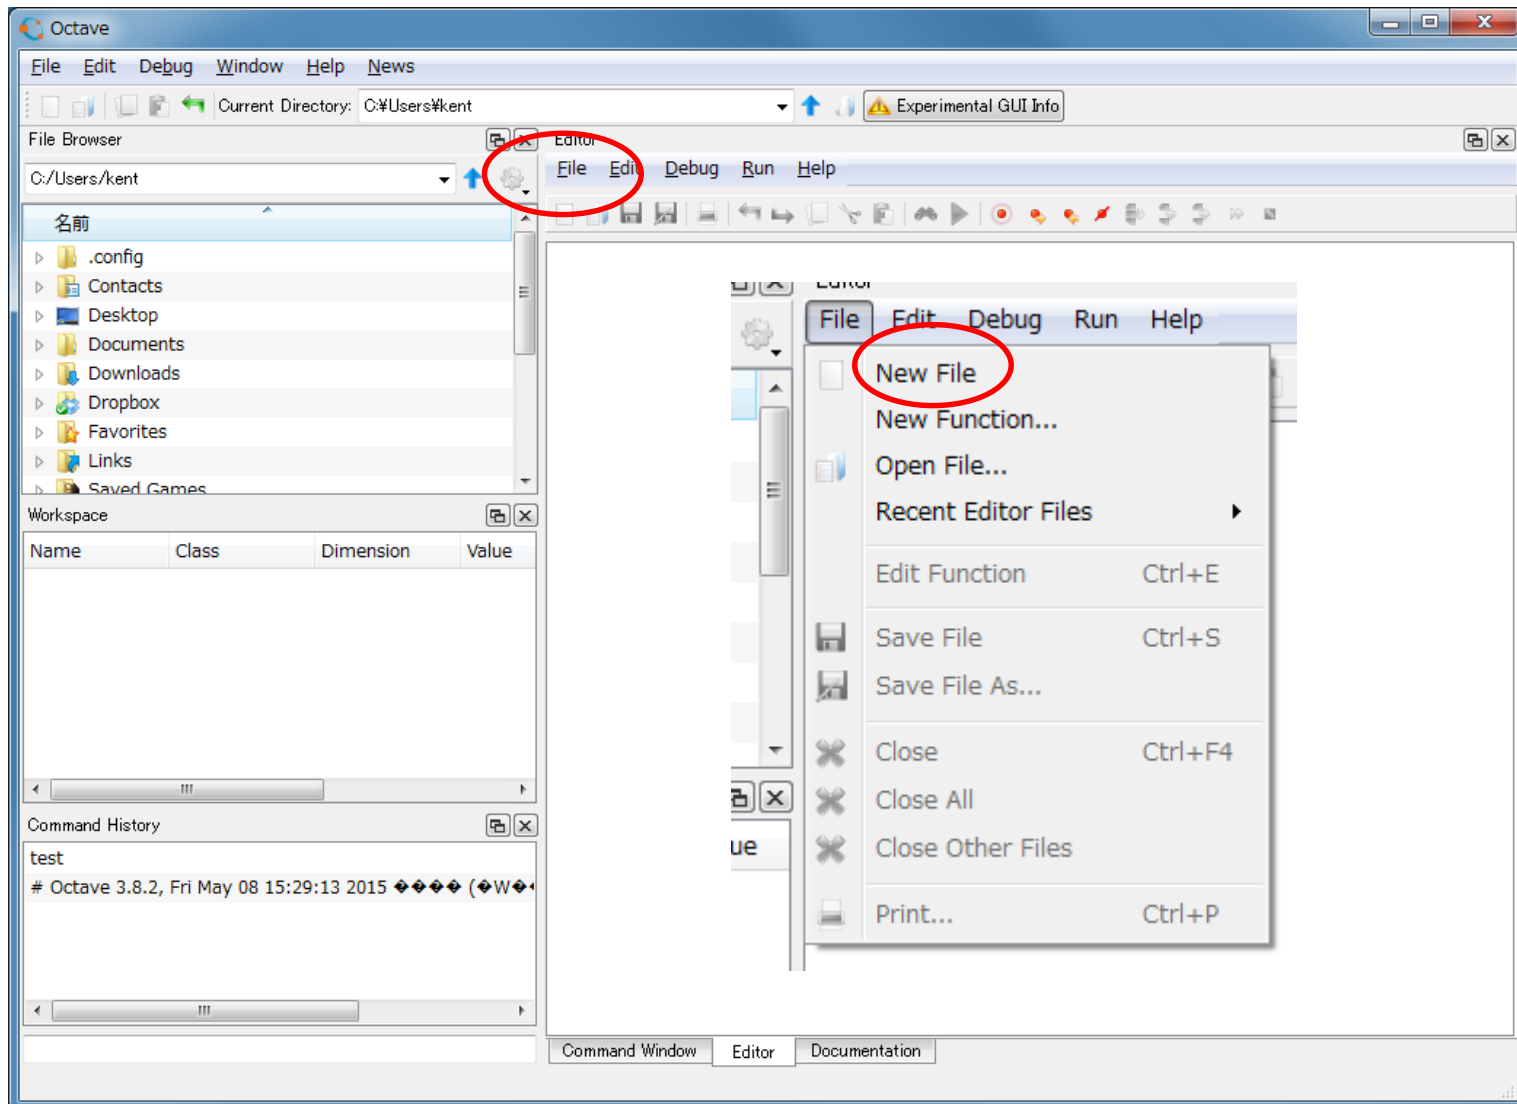 Octave
File Edit Debug Window Help News
Current Directory: C:¥Users¥kent Experimental GUI Info
File Browser
C:/Users/kent
名前
.config
Contacts
Desktop
Documents
Downloads
Dropbox
Favorites
Links
Saved Games
Workspace
Name Class Dimension Value
Command History
test
# Octave 3.8.2, Fri May 08 15:29:13 2015 ���� (�W�
Editor
File Edit Debug Run Help
Editor
File Edit Debug Run Help
New File
New Function...
Open File...
Recent Editor Files
Edit Function Ctrl+E
Save File Ctrl+S
Save File As...
Close Ctrl+F4
Close All
Close Other Files
Print... Ctrl+P
ue
Command Window Editor Documentation